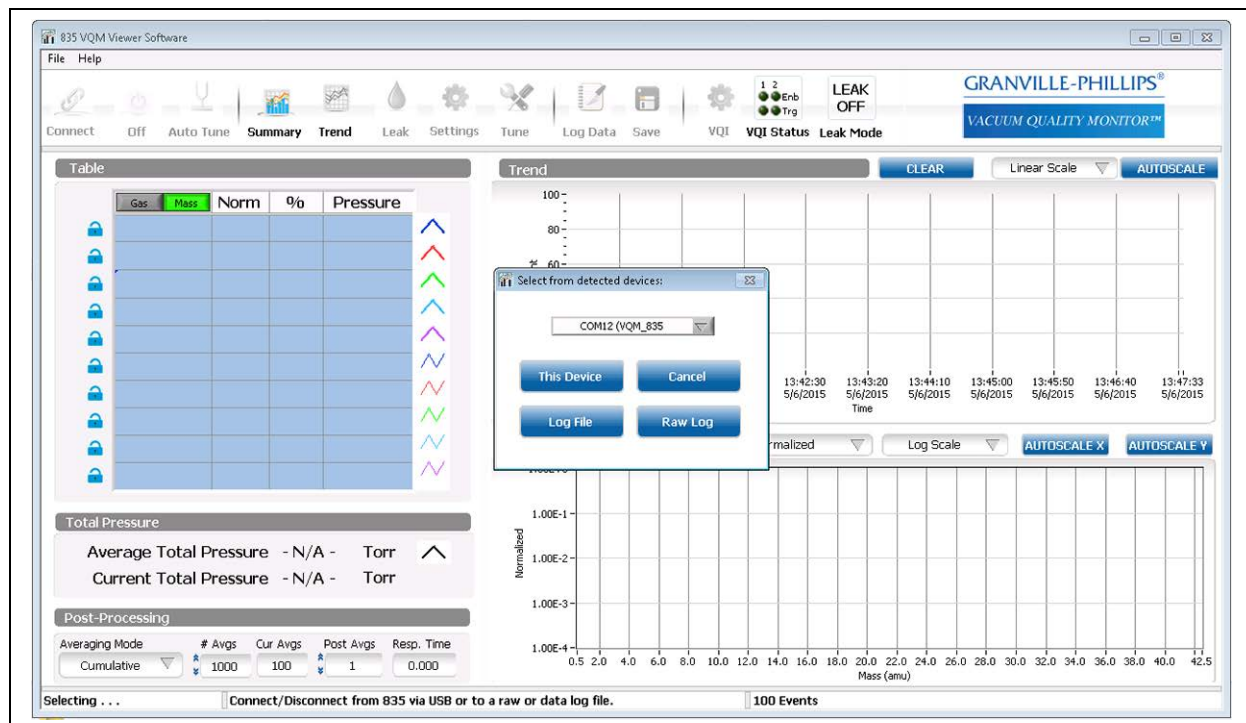 835 VQM Viewer Software
File Help
Connect Off Auto Tune Summary Trend Leak Settings Tune Log Data Save VQI VQI Status Leak Mode
1 2
Enb
Trg
LEAK
OFF
GRANVILLE-PHILLIPS®
VACUUM QUALITY MONITOR™
Table
Gas Mass Norm % Pressure
Total Pressure
Average Total Pressure - N/A - Torr
Current Total Pressure - N/A - Torr
Post-Processing
Averaging Mode # Avgs Cur Avgs Post Avgs Resp. Time
Cumulative 1000 100 1 0.000
Trend CLEAR Linear Scale AUTOSCALE
100
80
60
Select from detected devices:
COM12 (VQM_835
This Device Cancel
Log File Raw Log
13:42:30 13:43:20 13:44:10 13:45:00 13:45:50 13:46:40 13:47:33
5/6/2015 5/6/2015 5/6/2015 5/6/2015 5/6/2015 5/6/2015 5/6/2015
Time
Log Scale AUTOSCALE X AUTOSCALE Y
1.00E-1
1.00E-2
1.00E-3
1.00E-4
Normalized
0.5 2.0 4.0 6.0 8.0 10.0 12.0 14.0 16.0 18.0 20.0 22.0 24.0 26.0 28.0 30.0 32.0 34.0 36.0 38.0 40.0 42.5
Mass (amu)
Selecting . . . Connect/Disconnect from 835 via USB or to a raw or data log file. 100 Events